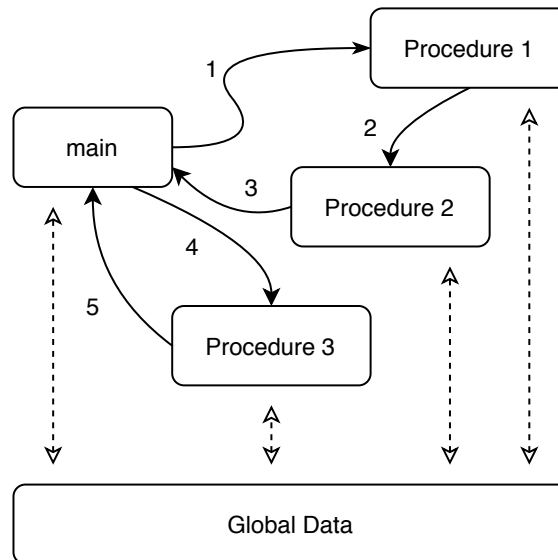 Procedure 1
1
2
main
3
Procedure 2
4
5
Procedure 3
Global Data